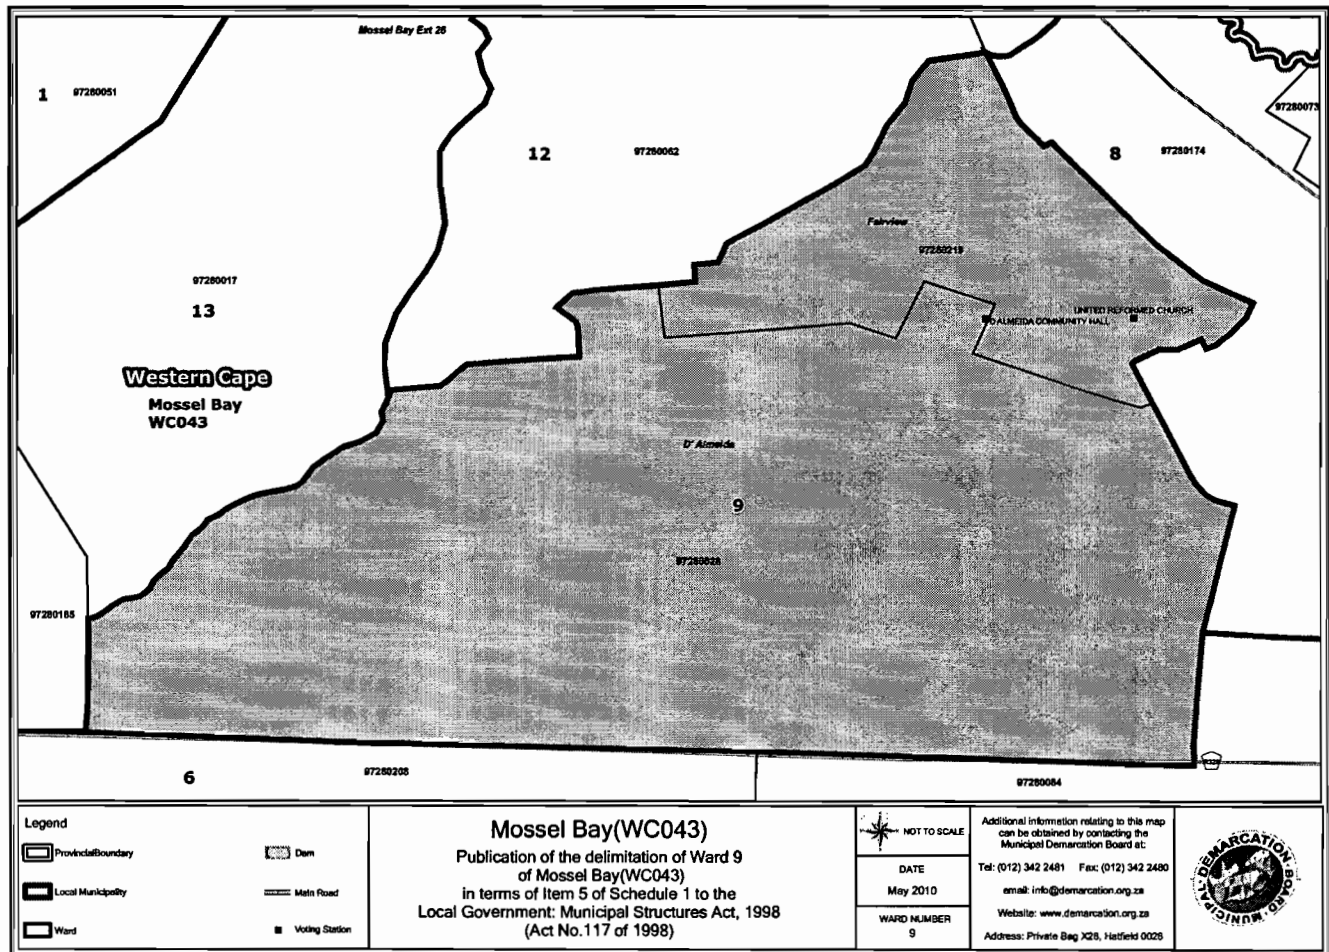 Mossel Bay Ext 26
1
97280051
12
97280062
8
97280174
97280073
Fairview
97280219
97280017
13
UNITED REFORMED CHURCH
D ALMEIDA COMMUNITY HALL
Western Cape
Mossel Bay
WC043
D' Almeida
9
97280028
97280185
6
97280208
97280084
Legend
ProvincialBoundary
Dam
Local Municipality
Main Road
Ward
Voting Station
Mossel Bay(WC043)
Publication of the delimitation of Ward 9
of Mossel Bay(WC043)
in terms of Item 5 of Schedule 1 to the
Local Government: Municipal Structures Act, 1998
(Act No.117 of 1998)
NOT TO SCALE
DATE
May 2010
WARD NUMBER
9
Additional information relating to this map
can be obtained by contacting the
Municipal Demarcation Board at:
Tel: (012) 342 2481 Fax: (012) 342 2480
email: info@demarcation.org.za
Website: www.demarcation.org.za
Address: Private Bag X28, Hatfield 0028
MUNICIPAL DEMARCATION BOARD